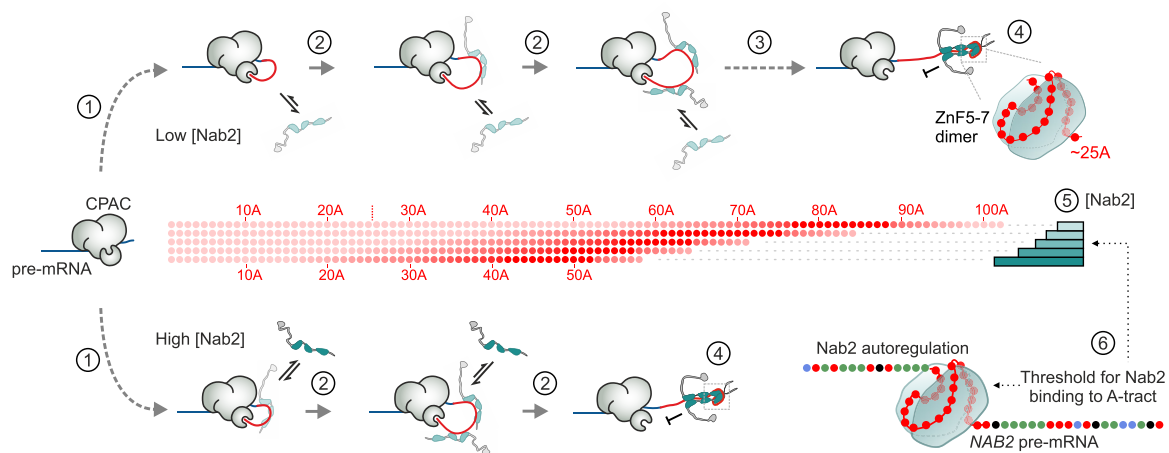 ① ② ② ③ ④
Low [Nab2]
ZnF5-7
dimer
~25A
CPAC
pre-mRNA
10A 20A 30A 40A 50A 60A 70A 80A 90A 100A
⑤ [Nab2]
10A 20A 30A 40A 50A
High [Nab2]
① ② ② ④
⑥
Nab2 autoregulation
Threshold for Nab2
binding to A-tract
NAB2 pre-mRNA